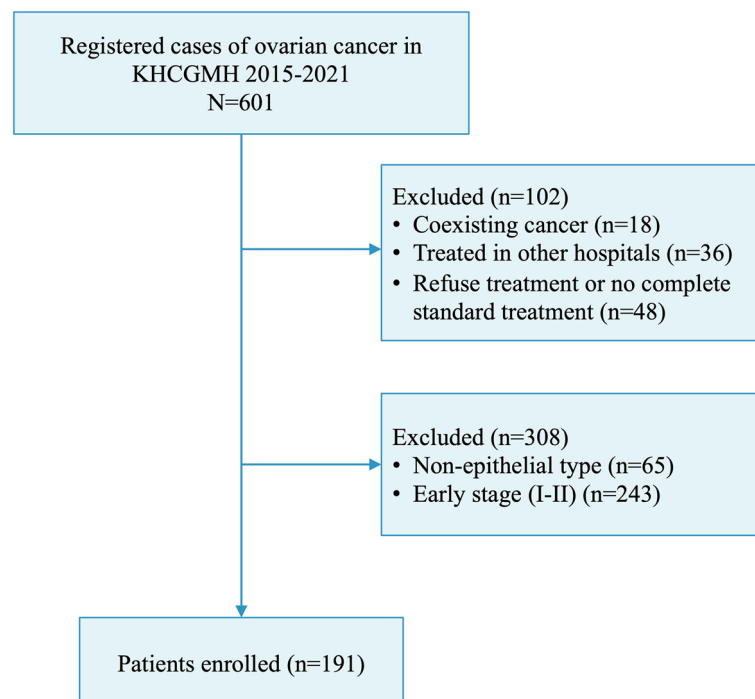 Registered cases of ovarian cancer in
KHCGMH 2015-2021
N=601
Excluded (n=102)
• Coexisting cancer (n=18)
• Treated in other hospitals (n=36)
• Refuse treatment or no complete
standard treatment (n=48)
Excluded (n=308)
• Non-epithelial type (n=65)
• Early stage (I-II) (n=243)
Patients enrolled (n=191)